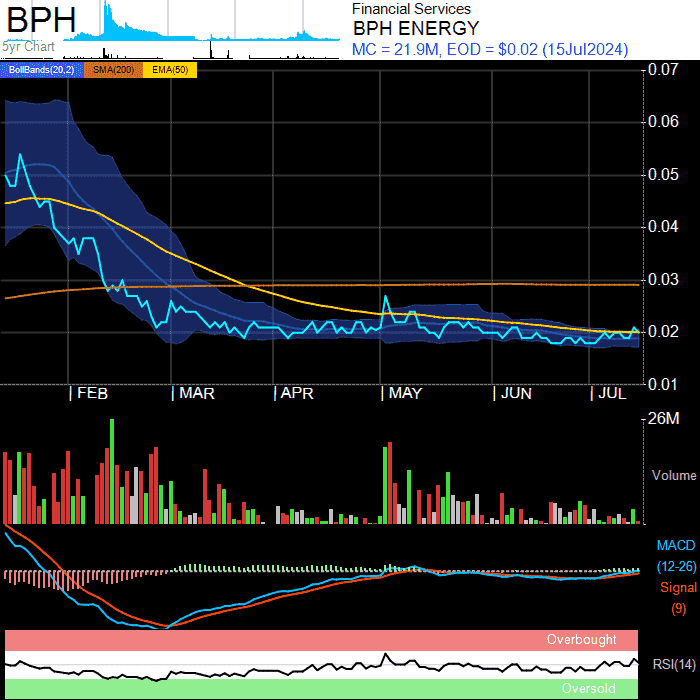 BPH
Financial Services
BPH ENERGY
5yr Chart
MC = 21.9M, EOD = $0.02 (15Jul2024)
BollBands(20,2) SMA(200) EMA(50)
0.07
0.06
0.05
0.04
0.03
0.02
0.01
FEB MAR APR MAY JUN JUL
26M
Volume
MACD
(12-26)
Signal
(9)
Overbought
RSI(14)
Oversold